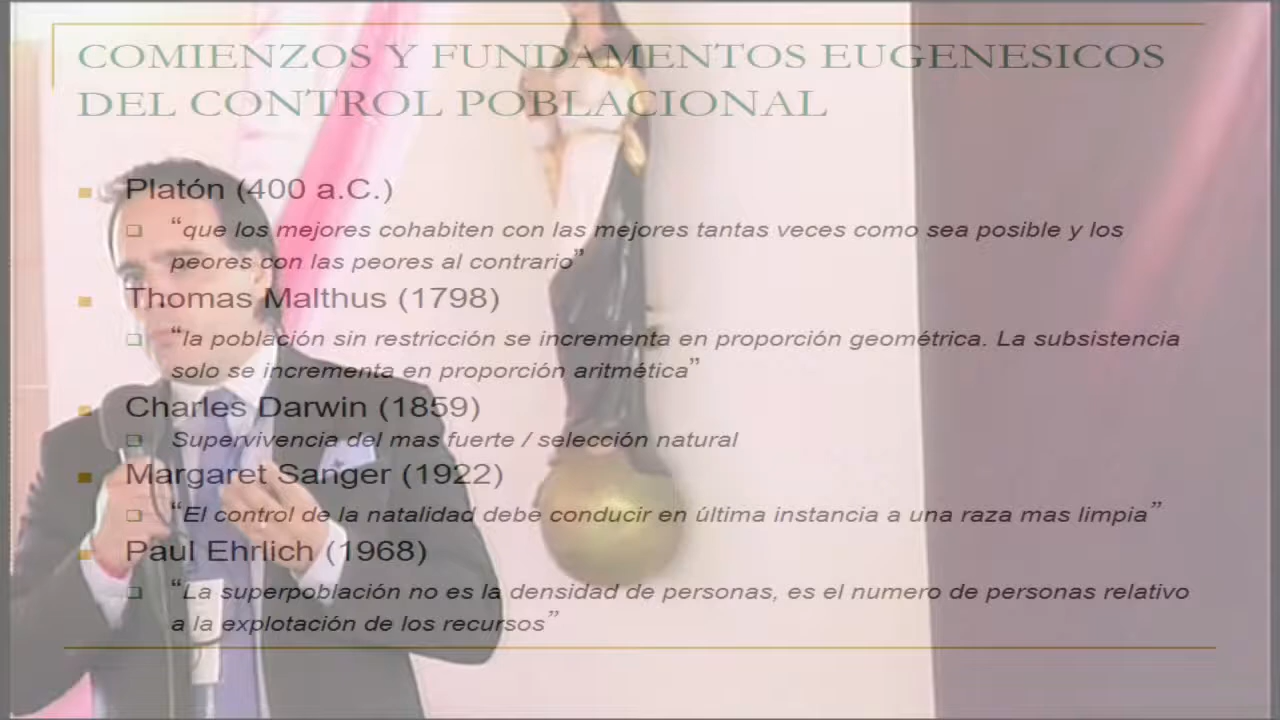 COMIENZOS Y FUNDAMENTOS EUGENESICOS
DEL CONTROL POBLACIONAL
Platón (400 a.C.)
“que los mejores cohabiten con las mejores tantas veces como sea posible y los
peores con las peores al contrario”
Thomas Malthus (1798)
“la población sin restricción se incrementa en proporción geométrica. La subsistencia
solo se incrementa en proporción aritmética”
Charles Darwin (1859)
Supervivencia del mas fuerte / selección natural
Margaret Sanger (1922)
“El control de la natalidad debe conducir en última instancia a una raza mas limpia”
Paul Ehrlich (1968)
“La superpoblación no es la densidad de personas, es el numero de personas relativo
a la explotación de los recursos”